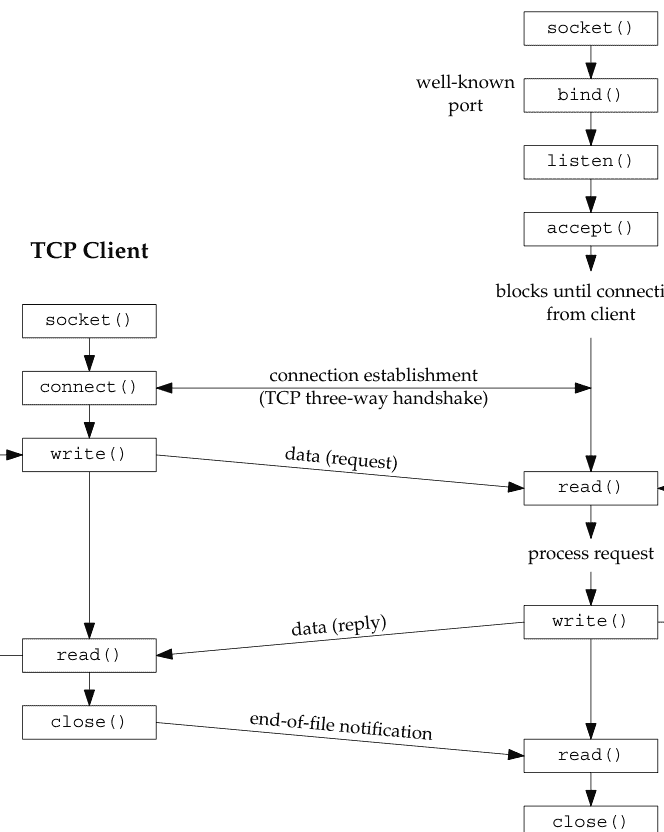 socket()
well-known
port
bind()
listen()
accept()
TCP Client
blocks until
from client
socket()
connect()
connection establishment
(TCP three-way handshake)
write()
data (request)
read()
process request
data (reply)
write()
read()
close()
end-of-file notification
read()
close()